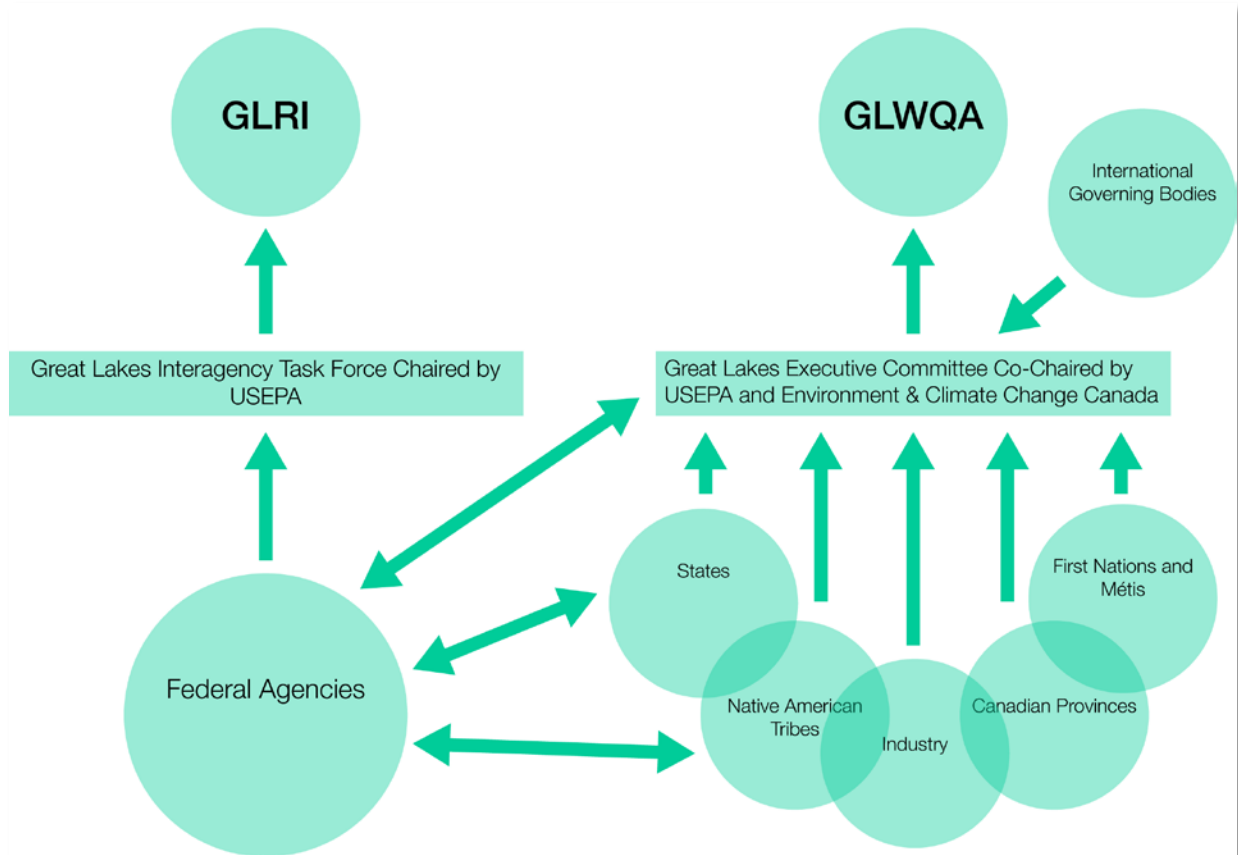 GLRI
GLWQA
International
Governing Bodies
Great Lakes Interagency Task Force Chaired by
USEPA
Great Lakes Executive Committee Co-Chaired by
USEPA and Environment & Climate Change Canada
States
First Nations and
Métis
Federal Agencies
Native American
Tribes
Industry
Canadian Provinces